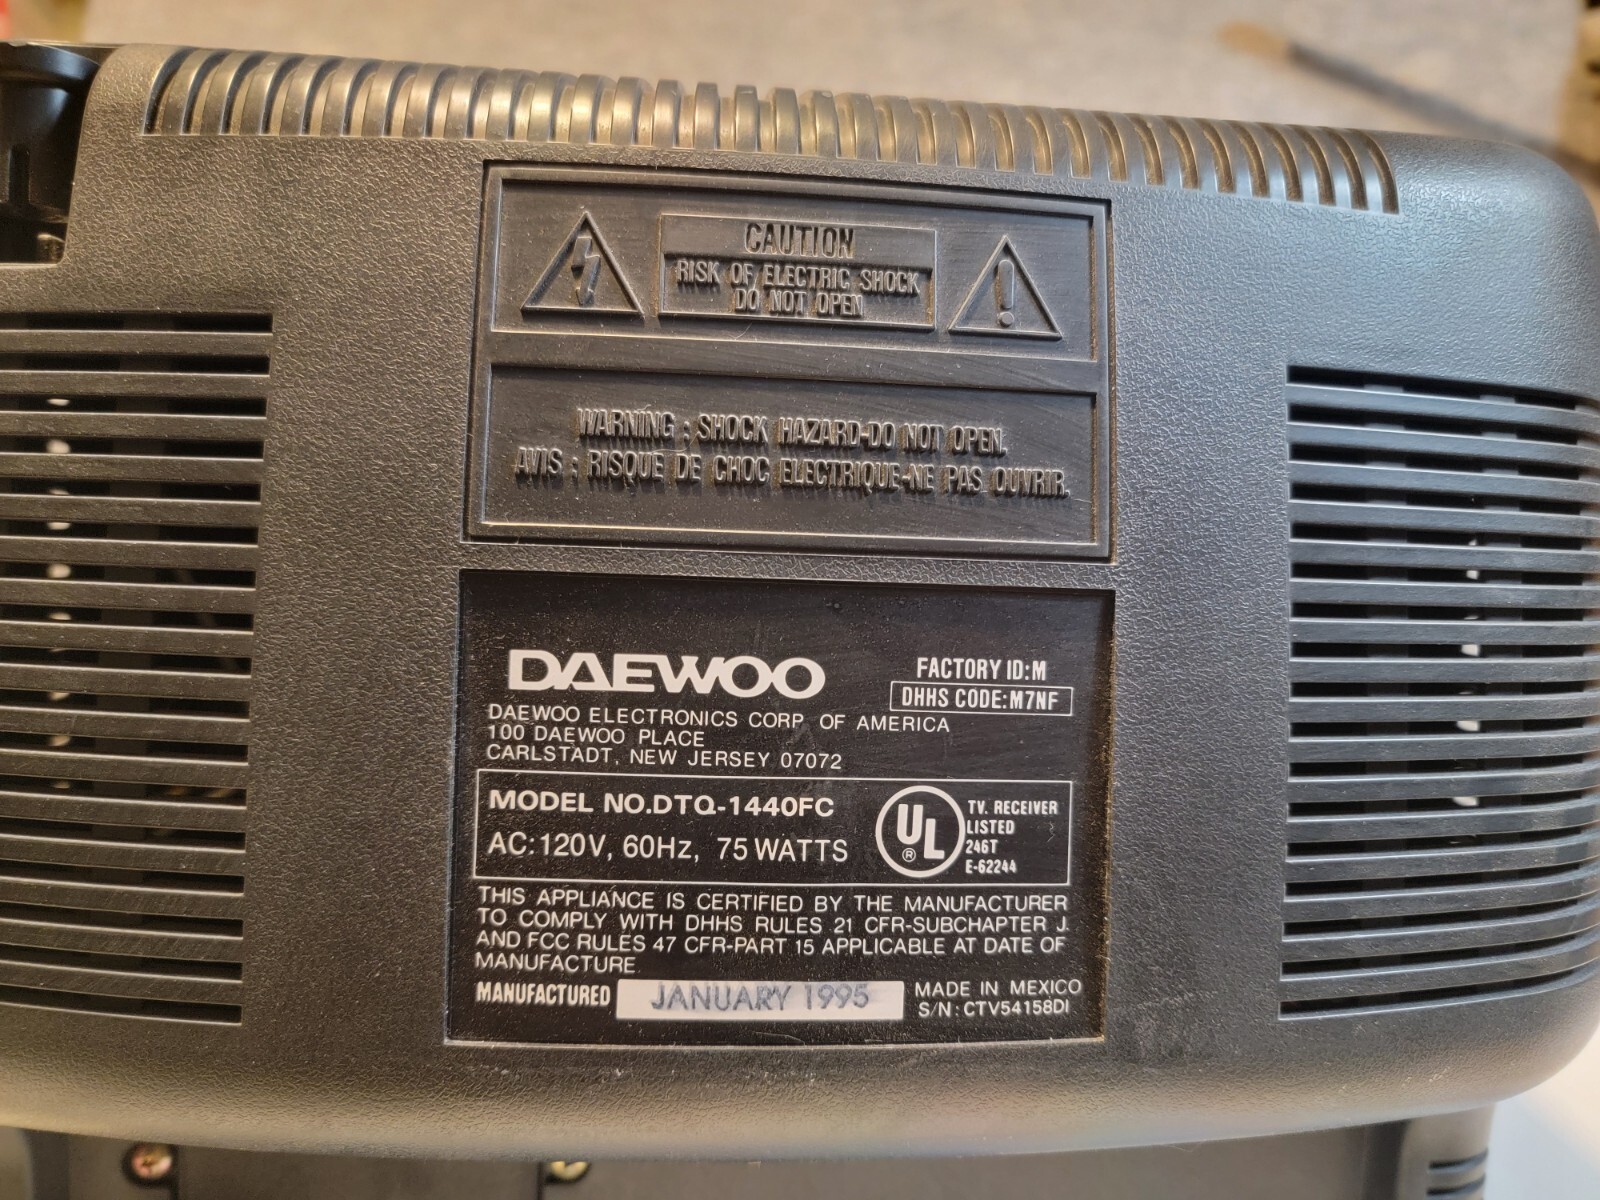 CAUTION
RISK OF ELECTRIC SHOCK
DO NOT OPEN
WARNING : SHOCK HAZARD-DO NOT OPEN.
AVIS : RISQUE DE CHOC ELECTRIQUE-NE PAS OUVRIR.
DAEWOO
FACTORY ID:M
DHHS CODE:M7NF
DAEWOO ELECTRONICS CORP. OF AMERICA
100 DAEWOO PLACE
CARLSTADT, NEW JERSEY 07072
MODEL NO.DTQ-1440FC
AC:120V, 60Hz, 75 WATTS
UL ®
TV. RECEIVER
LISTED
246T
E-62244
THIS APPLIANCE IS CERTIFIED BY THE MANUFACTURER
TO COMPLY WITH DHHS RULES 21 CFR-SUBCHAPTER J.
AND FCC RULES 47 CFR-PART 15 APPLICABLE AT DATE OF
MANUFACTURE.
MANUFACTURED JANUARY 1995
MADE IN MEXICO
S/N : CTV54158DI